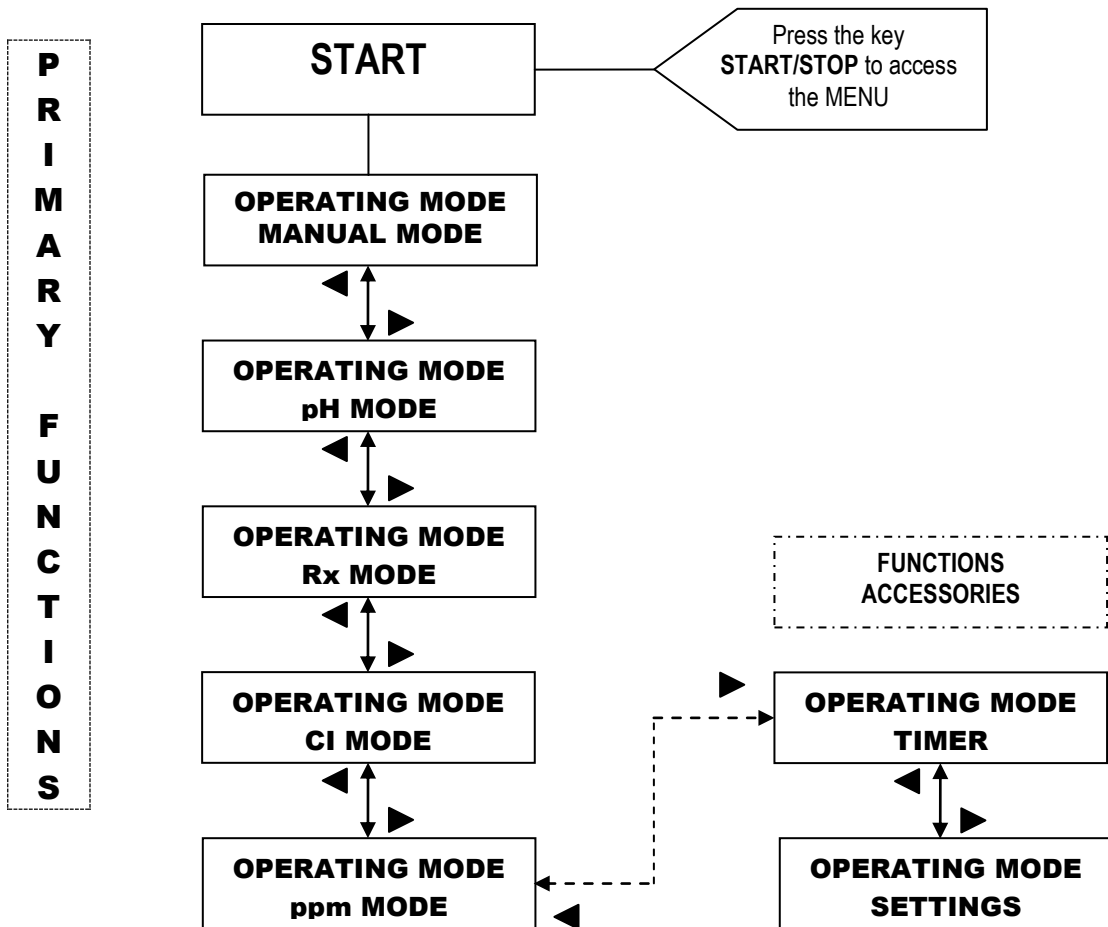 PRIMARY FUNCTIONS
START
Press the key
START/STOP to access
the MENU
OPERATING MODE
MANUAL MODE
OPERATING MODE
pH MODE
OPERATING MODE
Rx MODE
OPERATING MODE
Cl MODE
OPERATING MODE
ppm MODE
FUNCTIONS
ACCESSORIES
OPERATING MODE
TIMER
OPERATING MODE
SETTINGS